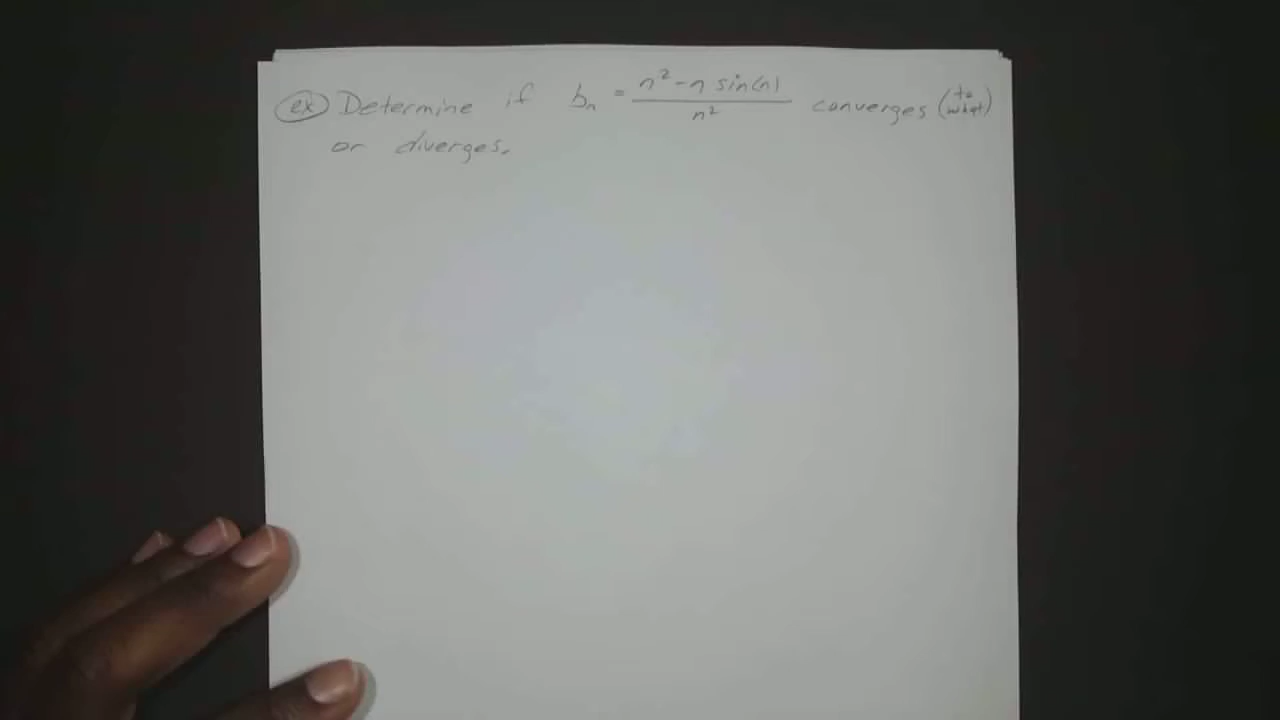 ex Determine if bₙ = (n² - n sin(n)) / n² converges (to what)
or diverges.